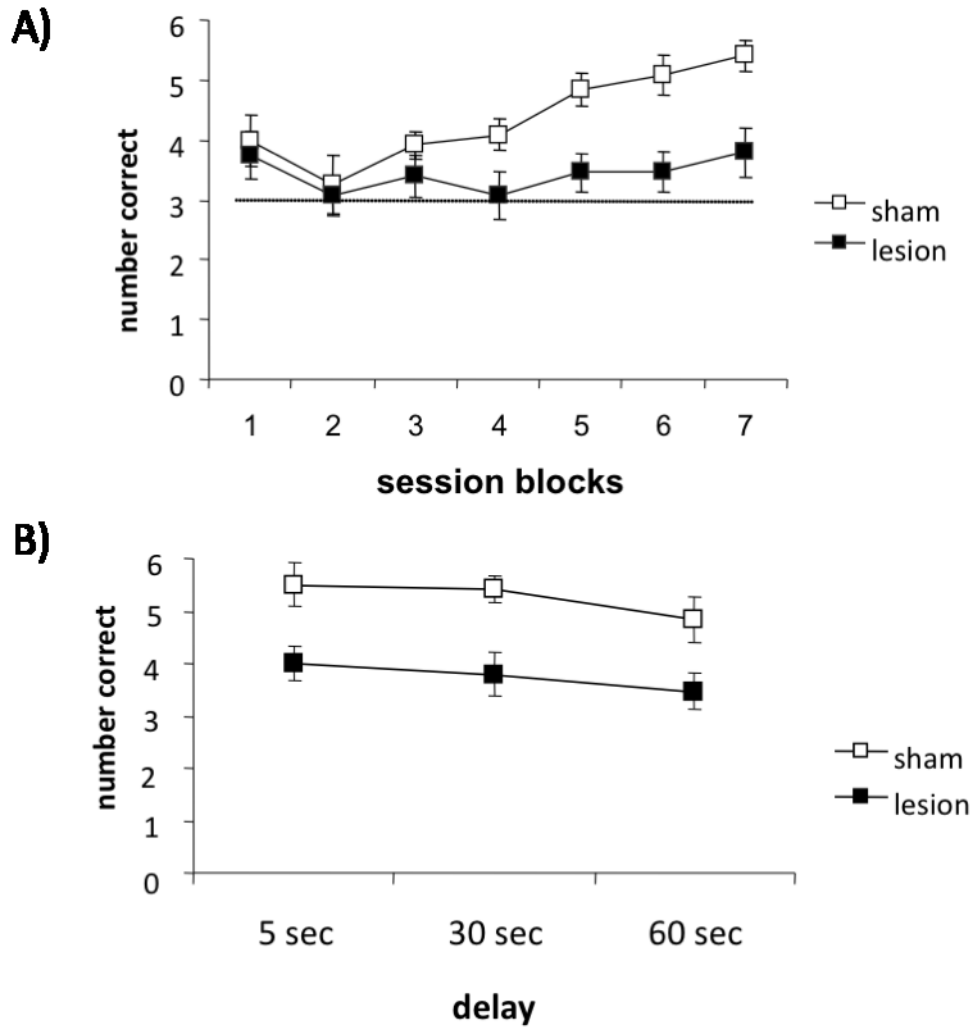 A)
6
5
4
3
2
1
0
number correct
1 2 3 4 5 6 7
session blocks
sham
lesion
B)
6
5
4
3
2
1
0
number correct
5 sec 30 sec 60 sec
delay
sham
lesion